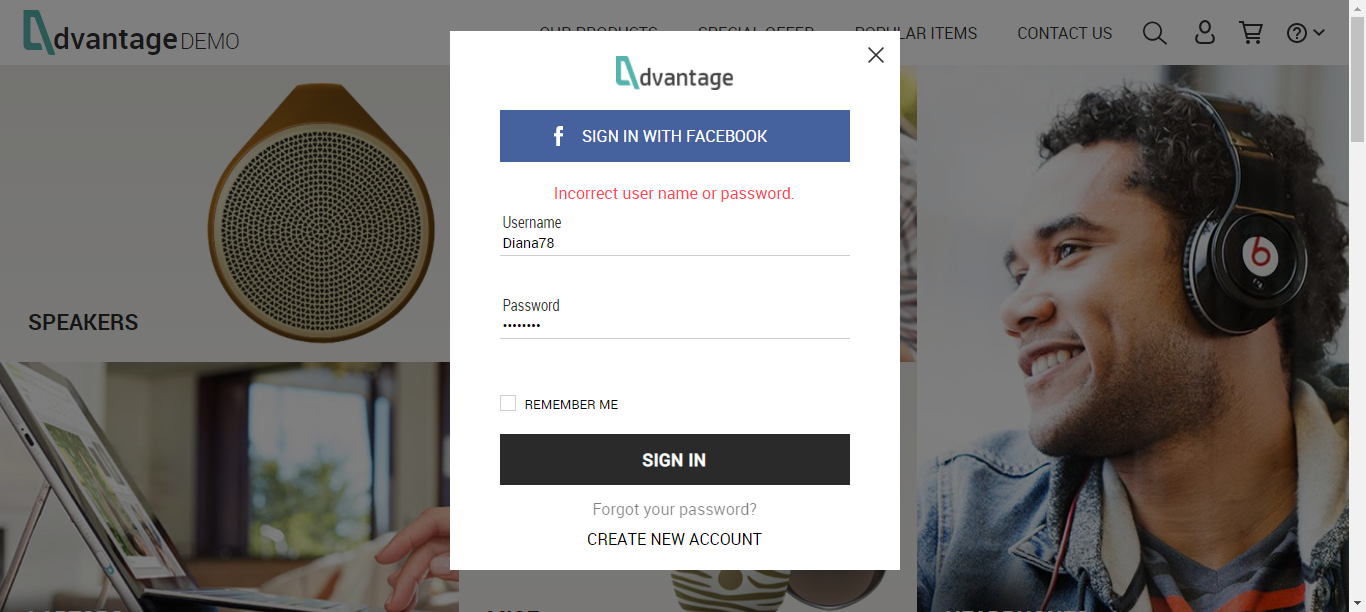 dvantage DEMO
OUR PRODUCTS SPECIAL OFFER POPULAR ITEMS CONTACT US
dvantage
f SIGN IN WITH FACEBOOK
Incorrect user name or password.
Username
Diana78
Password
••••••••
REMEMBER ME
SIGN IN
Forgot your password?
CREATE NEW ACCOUNT
SPEAKERS
b